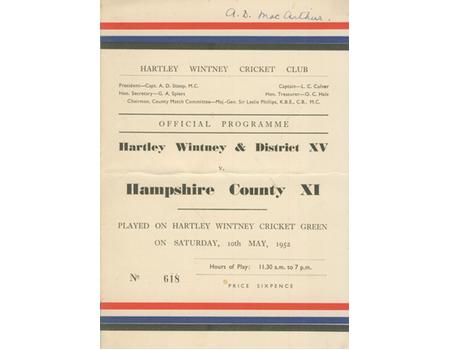 A. D. MacArthur.
HARTLEY WINTNEY CRICKET CLUB
President—Capt. A. D. Stoop, M.C. Captain—L. C. Culver
Hon. Secretary—G. A. Spiers Hon. Treasurer—O. C. Hale
Chairman, County Match Committee—Maj.-Gen. Sir Leslie Phillips, K.B.E., C.B., M.C.
OFFICIAL PROGRAMME
Hartley Wintney & District XV
v.
Hampshire County XI
PLAYED ON HARTLEY WINTNEY CRICKET GREEN
ON SATURDAY, 10th MAY, 1952
Hours of Play: 11.30 a.m. to 7 p.m.
No 618
PRICE SIXPENCE